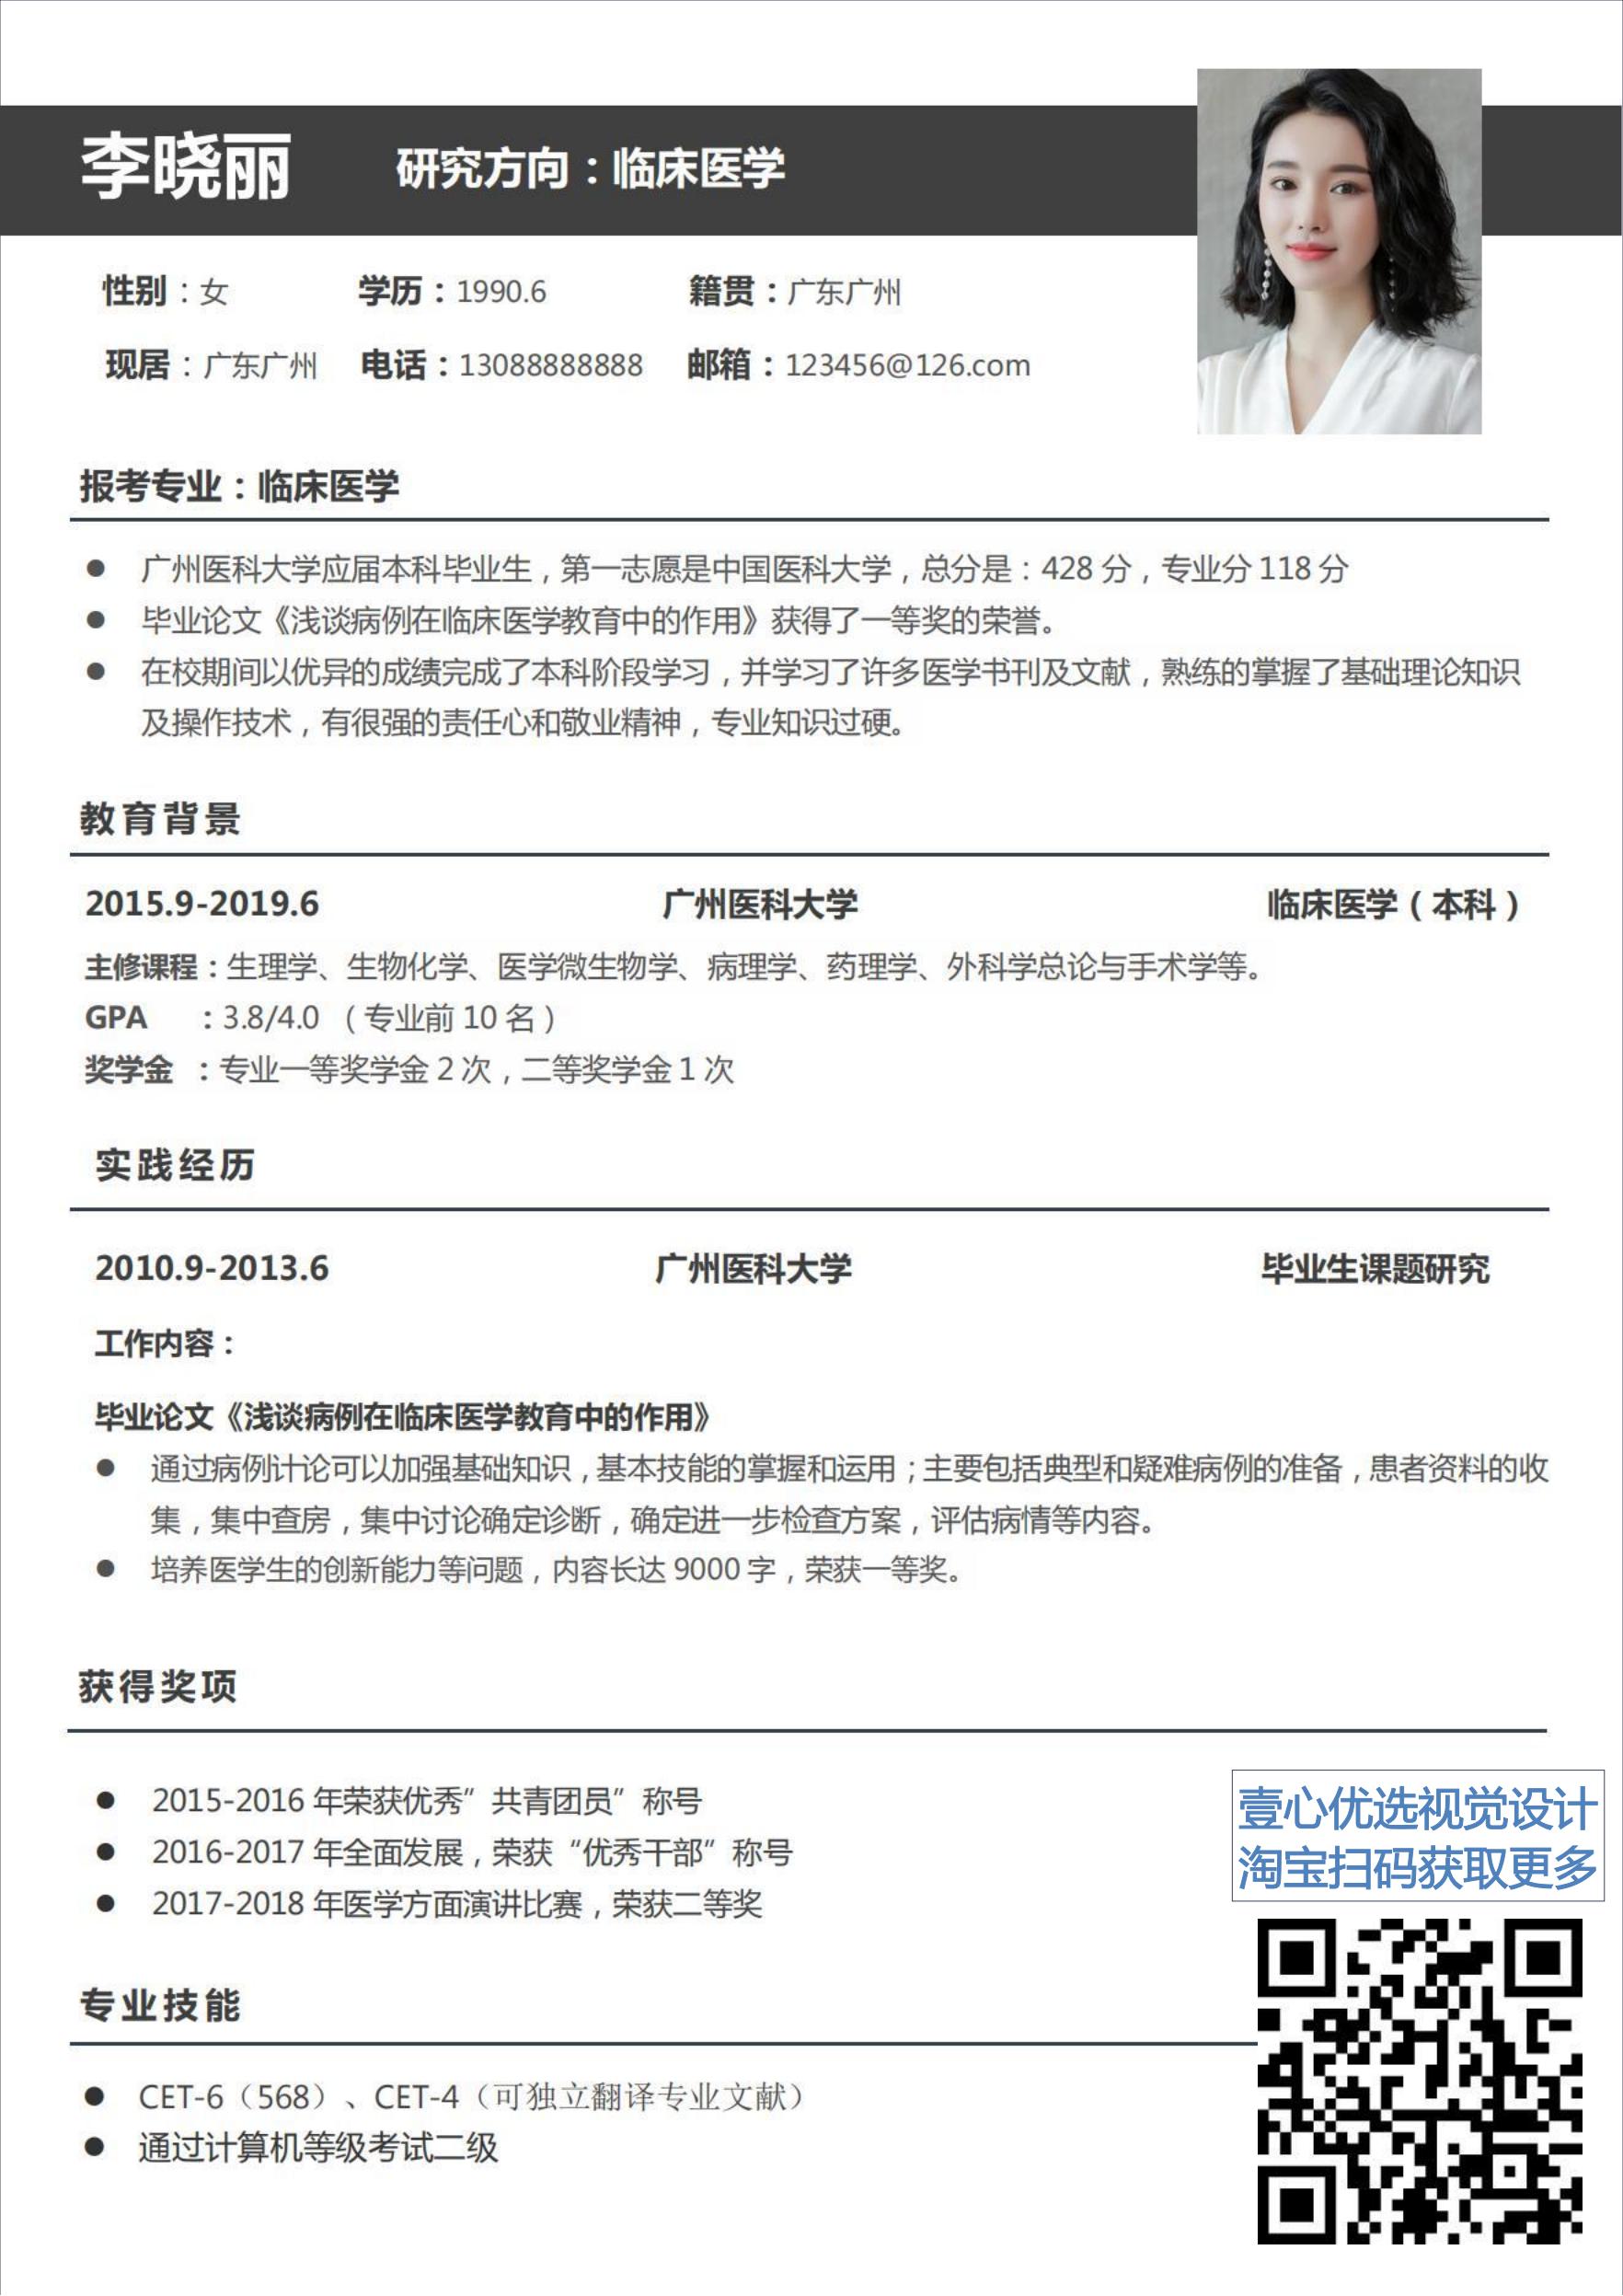 李晓丽 研究方向：临床医学
性别：女 学历：1990.6 籍贯：广东广州
现居：广东广州 电话：13088888888 邮箱：123456@126.com
报考专业：临床医学
● 广州医科大学应届本科毕业生，第一志愿是中国医科大学，总分是：428 分，专业分 118 分
● 毕业论文《浅谈病例在临床医学教育中的作用》获得了一等奖的荣誉。
● 在校期间以优异的成绩完成了本科阶段学习，并学习了许多医学书刊及文献，熟练的掌握了基础理论知识
及操作技术，有很强的责任心和敬业精神，专业知识过硬。
教育背景
2015.9-2019.6 广州医科大学 临床医学（本科）
主修课程：生理学、生物化学、医学微生物学、病理学、药理学、外科学总论与手术学等。
GPA ：3.8/4.0 （专业前 10 名）
奖学金 ：专业一等奖学金 2 次，二等奖学金 1 次
实践经历
2010.9-2013.6 广州医科大学 毕业生课题研究
工作内容：
毕业论文《浅谈病例在临床医学教育中的作用》
● 通过病例计论可以加强基础知识，基本技能的掌握和运用；主要包括典型和疑难病例的准备，患者资料的收
集，集中查房，集中讨论确定诊断，确定进一步检查方案，评估病情等内容。
● 培养医学生的创新能力等问题，内容长达 9000 字，荣获一等奖。
获得奖项
● 2015-2016 年荣获优秀”共青团员”称号
● 2016-2017 年全面发展，荣获“优秀干部”称号
● 2017-2018 年医学方面演讲比赛，荣获二等奖
壹心优选视觉设计
淘宝扫码获取更多
专业技能
● CET-6（568）、CET-4（可独立翻译专业文献）
● 通过计算机等级考试二级